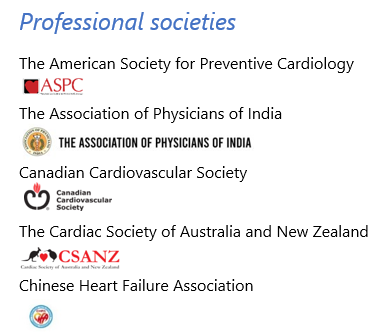 Professional societies
The American Society for Preventive Cardiology
ASPC
The Association of Physicians of India
THE ASSOCIATION OF PHYSICIANS OF INDIA
Canadian Cardiovascular Society
Canadian
Cardiovascular
Society
The Cardiac Society of Australia and New Zealand
CSANZ
Cardiac Society of Australia and New Zealand
Chinese Heart Failure Association